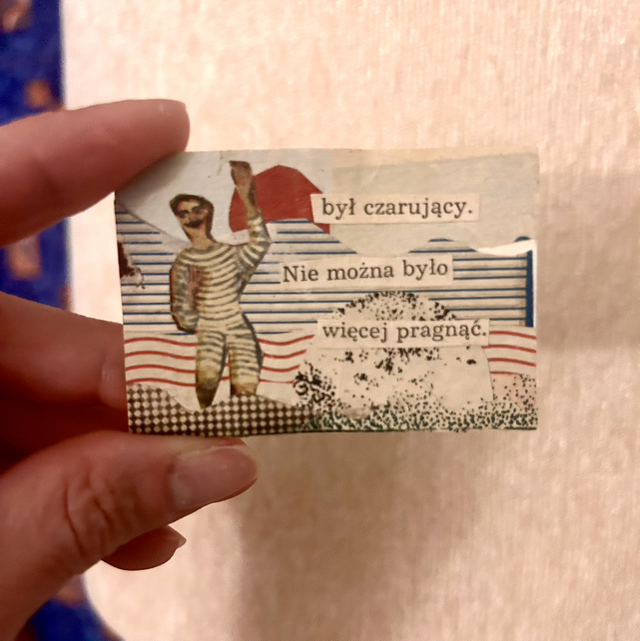 był czarujący.
Nie można było
więcej pragnąć.